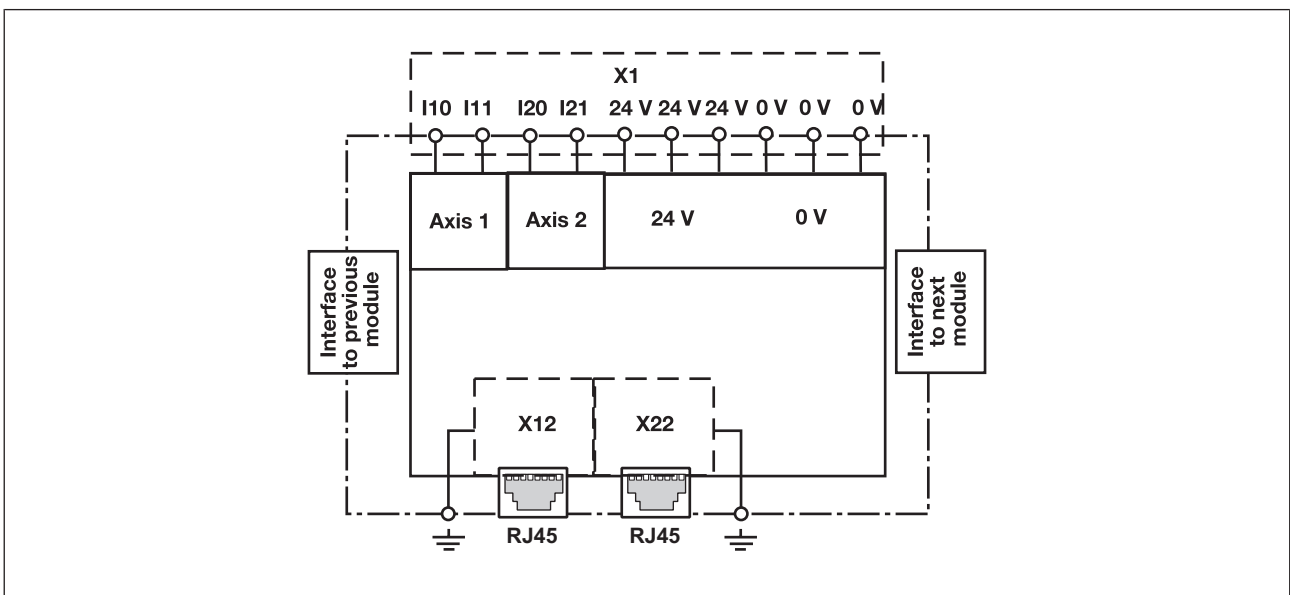 X1
I10 I11 I20 I21 24 V 24 V 24 V 0 V 0 V 0 V
Axis 1 Axis 2 24 V 0 V
Interface
to previous
module
Interface
to next
module
X12 X22
RJ45 RJ45